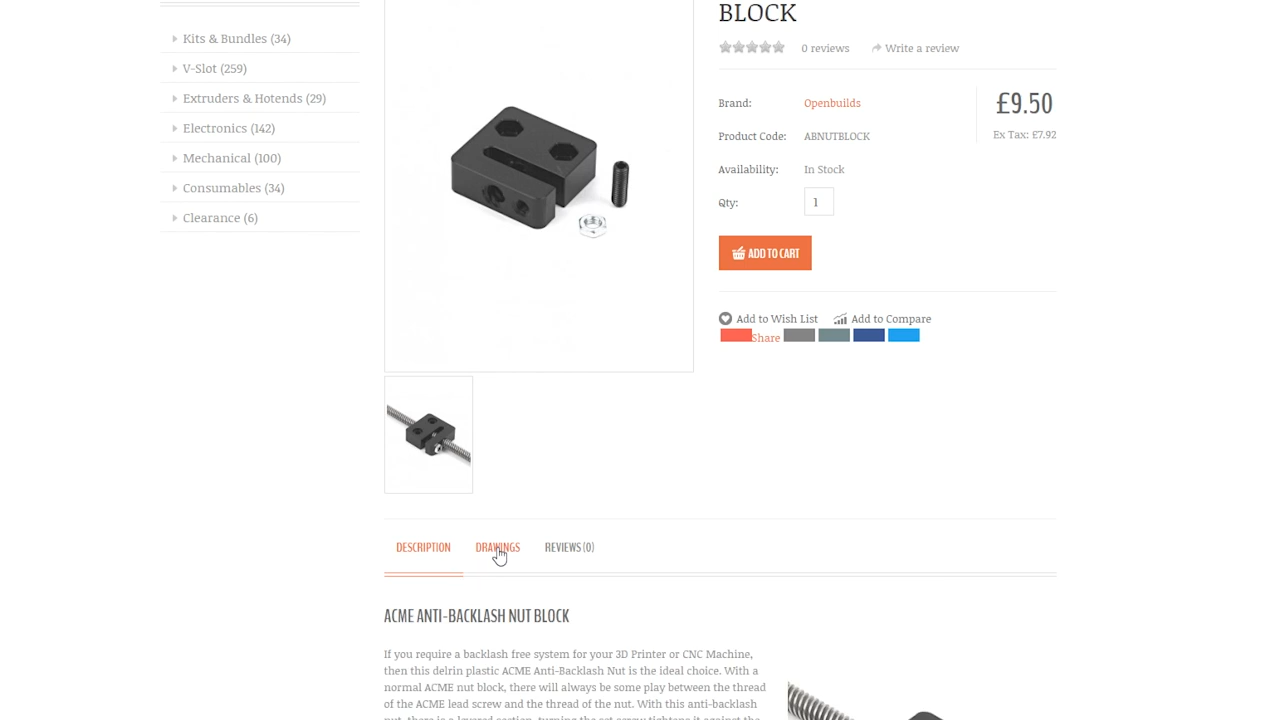 BLOCK
0 reviews
Write a review
Kits & Bundles (34)
V-Slot (259)
Extruders & Hotends (29)
Electronics (142)
Mechanical (100)
Consumables (34)
Clearance (6)
Brand: Openbuilds
£9.50
Product Code: ABNUTBLOCK
Ex Tax: £7.92
Availability: In Stock
Qty: 1
ADD TO CART
Add to Wish List
Add to Compare
Share
DESCRIPTION
DRAWINGS
REVIEWS (0)
ACME ANTI-BACKLASH NUT BLOCK
If you require a backlash free system for your 3D Printer or CNC Machine,
then this delrin plastic ACME Anti-Backlash Nut is the ideal choice. With a
normal ACME nut block, there will always be some play between the thread
of the ACME lead screw and the thread of the nut. With this anti-backlash